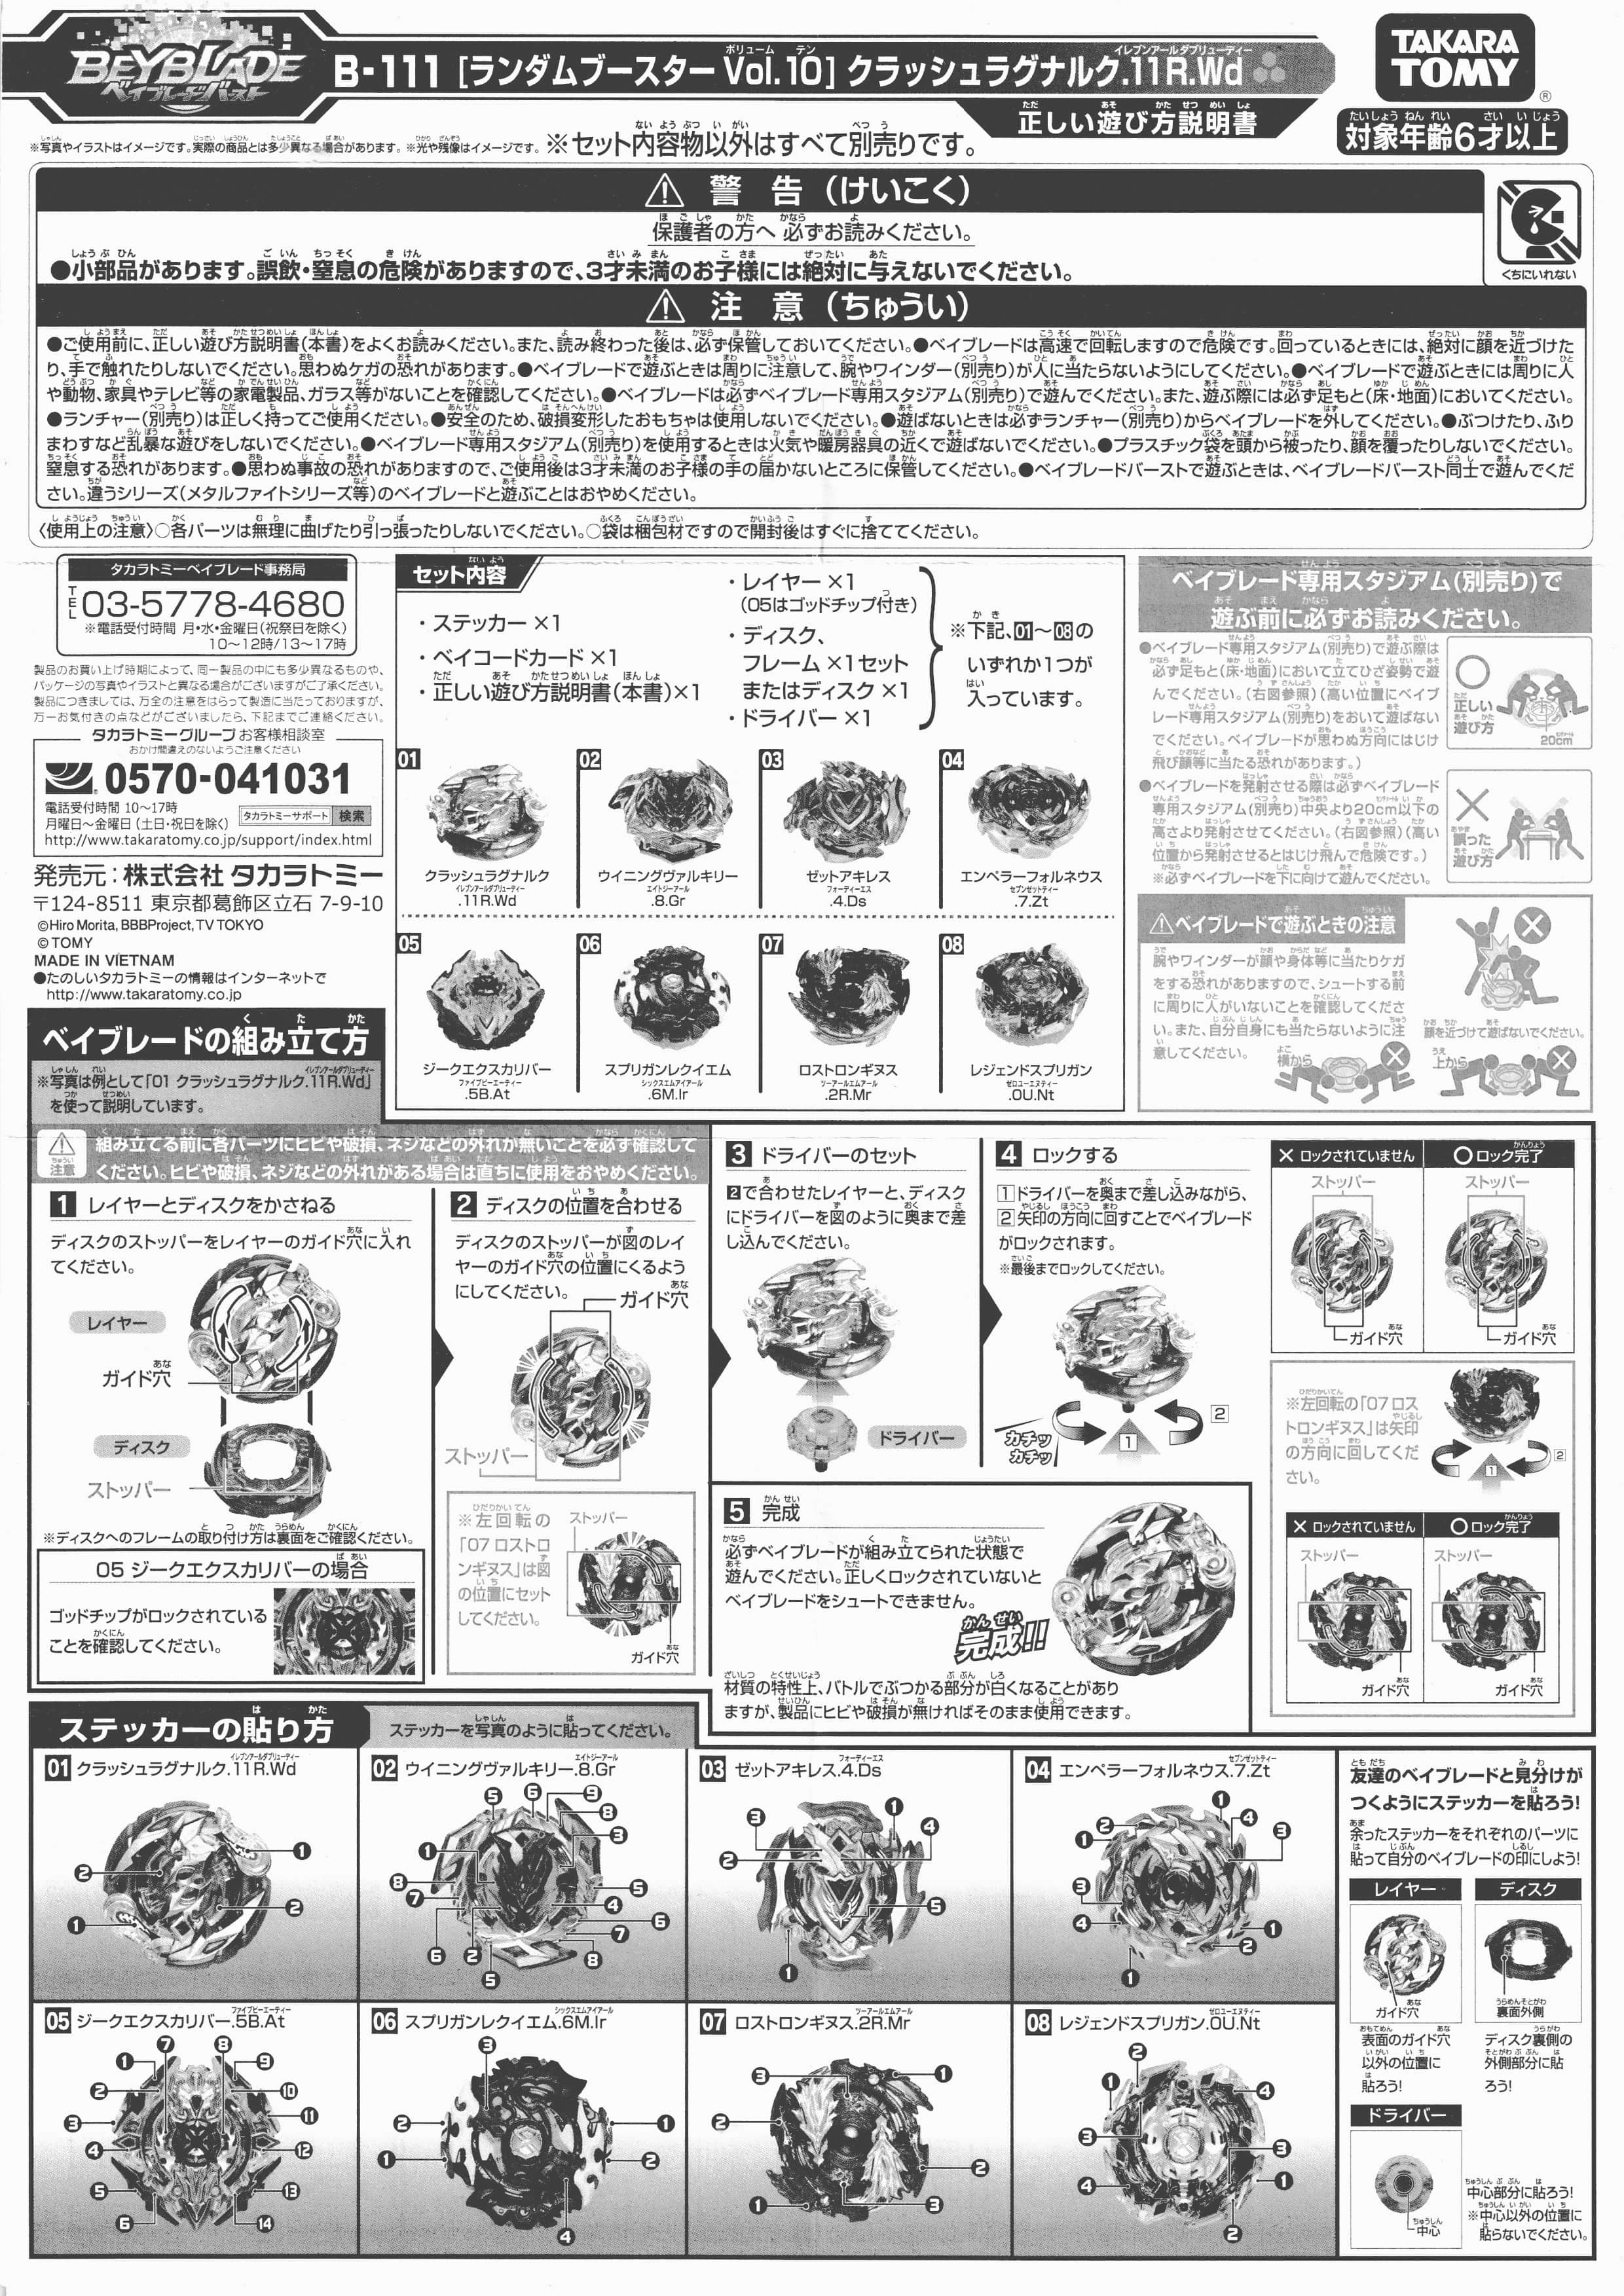 BEYBLADE
ベイブレードバースト
B-111 [ランダムブースター Vol.10] クラッシュラグナルク.11R.Wd
正しい遊び方説明書
TAKARA
TOMY
対象年齢6才以上
※写真やイラストはイメージです。実際の商品とは多少異なる場合があります。※光や残像はイメージです。※セット内容物以外はすべて別売りです。
警 告 (けいこく)
保護者の方へ 必ずお読みください。
●小部品があります。誤飲・窒息の危険がありますので、3才未満のお子様には絶対に与えないでください。
くちにいれない
注 意 (ちゅうい)
●ご使用前に、正しい遊び方説明書(本書)をよくお読みください。また、読み終わった後は、必ず保管しておいてください。●ベイブレードは高速で回転しますので危険です。回っているときには、絶対に顔を近づけた
り、手で触れたりしないでください。思わぬケガの恐れがあります。●ベイブレードで遊ぶときは周りに注意して、腕やワインダー(別売り)が人に当たらないようにしてください。●ベイブレードで遊ぶときには周りに人
や動物、家具やテレビ等の家電製品、ガラス等がないことを確認してください。●ベイブレードは必ずベイブレード専用スタジアム(別売り)で遊んでください。また、遊ぶ際には必ず足もと(床・地面)においてください。
●ランチャー(別売り)は正しく持ってご使用ください。●安全のため、破損変形したおもちゃは使用しないでください。●遊ばないときは必ずランチャー(別売り)からベイブレードを外してください。●ぶつけたり、ふり
まわすなど乱暴な遊びをしないでください。●ベイブレード専用スタジアム(別売り)を使用するときは火気や暖房器具の近くで遊ばないでください。●プラスチック袋を頭から被ったり、顔を覆ったりしないでください。
窒息する恐れがあります。●思わぬ事故の恐れがありますので、ご使用後は3才未満のお子様の手の届かないところに保管してください。●ベイブレードバーストで遊ぶときは、ベイブレードバースト同士で遊んでくだ
さい。違うシリーズ(メタルファイトシリーズ等)のベイブレードと遊ぶことはおやめください。
〈使用上の注意〉○各パーツは無理に曲げたり引っ張ったりしないでください。○袋は梱包材ですので開封後はすぐに捨ててください。
タカラトミーベイブレード事務局
TEL 03-5778-4680
※電話受付時間 月・水・金曜日(祝祭日を除く)
10〜12時/13〜17時
製品のお買い上げ時期によって、同一製品の中にも多少異なるものや、
パッケージの写真やイラストと異なる場合がございますがご了承ください。
製品につきましては、万全の注意をはらって製造に当たっておりますが、
万一お気付きの点などがございましたら、下記までご連絡ください。
タカラトミーグループ お客様相談室
おかけ間違えのないようご注意ください
0570-041031
電話受付時間 10〜17時
月曜日〜金曜日 (土日・祝日を除く)
タカラトミーサポート 検索
http://www.takaratomy.co.jp/support/index.html
発売元:株式会社 タカラトミー
〒124-8511 東京都葛飾区立石 7-9-10
©Hiro Morita, BBBProject, TV TOKYO
© TOMY
MADE IN VIETNAM
●たのしいタカラトミーの情報はインターネットで
http://www.takaratomy.co.jp
セット内容
・ステッカー ×1
・ベイコードカード ×1
・正しい遊び方説明書(本書)×1
・レイヤー ×1
(05はゴッドチップ付き)
・ディスク、
フレーム ×1セット
またはディスク ×1
・ドライバー ×1
※下記、01〜08の
いずれか1つが
入っています。
01
クラッシュラグナルク
.11R.Wd
02
ウイニングヴァルキリー
.8.Gr
03
ゼットアキレス
.4.Ds
04
エンペラーフォルネウス
.7.Zt
05
ジークエクスカリバー
.5B.At
06
スプリガンレクイエム
.6M.Ir
07
ロストロンギヌス
.2R.Mr
08
レジェンドスプリガン
.0U.Nt
ベイブレード専用スタジアム(別売り)で
遊ぶ前に必ずお読みください。
●ベイブレード専用スタジアム(別売り)で遊ぶ際は
必ず足もと(床・地面)において立てひざ姿勢で遊
んでください。(右図参照)(高い位置にベイブ
レード専用スタジアム(別売り)をおいて遊ばない
でください。ベイブレードが思わぬ方向にはじけ
飛び顔等に当たる恐れがあります。)
正しい
遊び方
20cm
●ベイブレードを発射させる際は必ずベイブレード
専用スタジアム(別売り)中央より20cm以下の
高さより発射させてください。(右図参照)(高い
位置から発射させるとはじけ飛んで危険です。)
※必ずベイブレードを下に向けて遊んでください。
誤った
遊び方
ベイブレードで遊ぶときの注意
腕やワインダーが顔や身体等に当たりケガ
をする恐れがありますので、シュートする前
に周りに人がいないことを確認してくださ
い。また、自分自身にも当たらないように注
意してください。
顔を近づけて遊ばないでください。
横から
上から
ベイブレードの組み立て方
※写真は例として「01 クラッシュラグナルク.11R.Wd」
を使って説明しています。
注意
組み立てる前に各パーツにヒビや破損、ネジなどの外れが無いことを必ず確認して
ください。ヒビや破損、ネジなどの外れがある場合は直ちに使用をおやめください。
1 レイヤーとディスクをかさねる
ディスクのストッパーをレイヤーのガイド穴に入れ
てください。
レイヤー
ガイド穴
ディスク
ストッパー
※ディスクへのフレームの取り付け方は裏面をご確認ください。
05 ジークエクスカリバーの場合
ゴッドチップがロックされている
ことを確認してください。
2 ディスクの位置を合わせる
ディスクのストッパーが図のレイ
ヤーのガイド穴の位置にくるよう
にしてください。
ガイド穴
ストッパー
※左回転の
「07 ロストロ
ンギヌス」は図
の位置にセット
してください。
ストッパー
ガイド穴
3 ドライバーのセット
2で合わせたレイヤーと、ディスク
にドライバーを図のように奥まで差
し込んでください。
ドライバー
4 ロックする
1ドライバーを奥まで差し込みながら、
2矢印の方向に回すことでベイブレード
がロックされます。
※最後までロックしてください。
カチッ
カチッ
1
2
× ロックされていません
○ロック完了
ストッパー
ストッパー
ガイド穴
ガイド穴
※左回転の「07 ロス
トロンギヌス」は矢印
の方向に回してくだ
さい。
1
2
× ロックされていません
○ロック完了
ストッパー
ストッパー
ガイド穴
ガイド穴
5 完成
必ずベイブレードが組み立てられた状態で
遊んでください。正しくロックされていないと
ベイブレードをシュートできません。
完成!!
材質の特性上、バトルでぶつかる部分が白くなることがあり
ますが、製品にヒビや破損が無ければそのまま使用できます。
ステッカーの貼り方
ステッカーを写真のように貼ってください。
01 クラッシュラグナルク.11R.Wd
02 ウイニングヴァルキリー.8.Gr
03 ゼットアキレス.4.Ds
04 エンペラーフォルネウス.7.Zt
05 ジークエクスカリバー.5B.At
06 スプリガンレクイエム.6M.Ir
07 ロストロンギヌス.2R.Mr
08 レジェンドスプリガン.0U.Nt
友達のベイブレードと見分けが
つくようにステッカーを貼ろう!
余ったステッカーをそれぞれのパーツに
貼って自分のベイブレードの印にしよう!
レイヤー
ガイド穴
表面のガイド穴
以外の位置に
貼ろう!
ディスク
裏面外側
ディスク裏側の
外側部分に貼
ろう!
ドライバー
中心
中心部分に貼ろう!
※中心以外の位置に
貼らないでください。